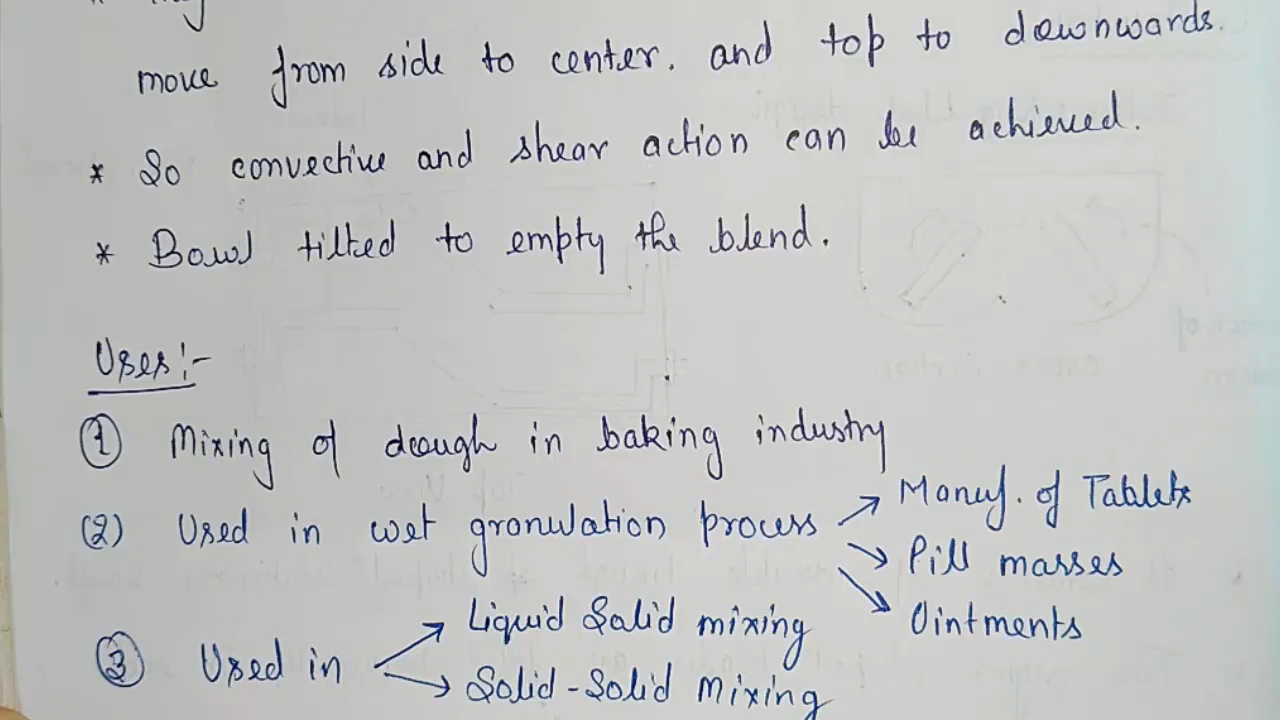 move from side to center. and top to downwards.
* So convective and shear action can be achieved.
* Bowl tilted to empty the blend.
Uses:-
① Mixing of dough in baking industry
(2) Used in wet granulation process → Manuf. of Tablets
→ Pill masses
→ Ointments
③ Used in → Liquid Solid mixing
→ Solid-Solid Mixing